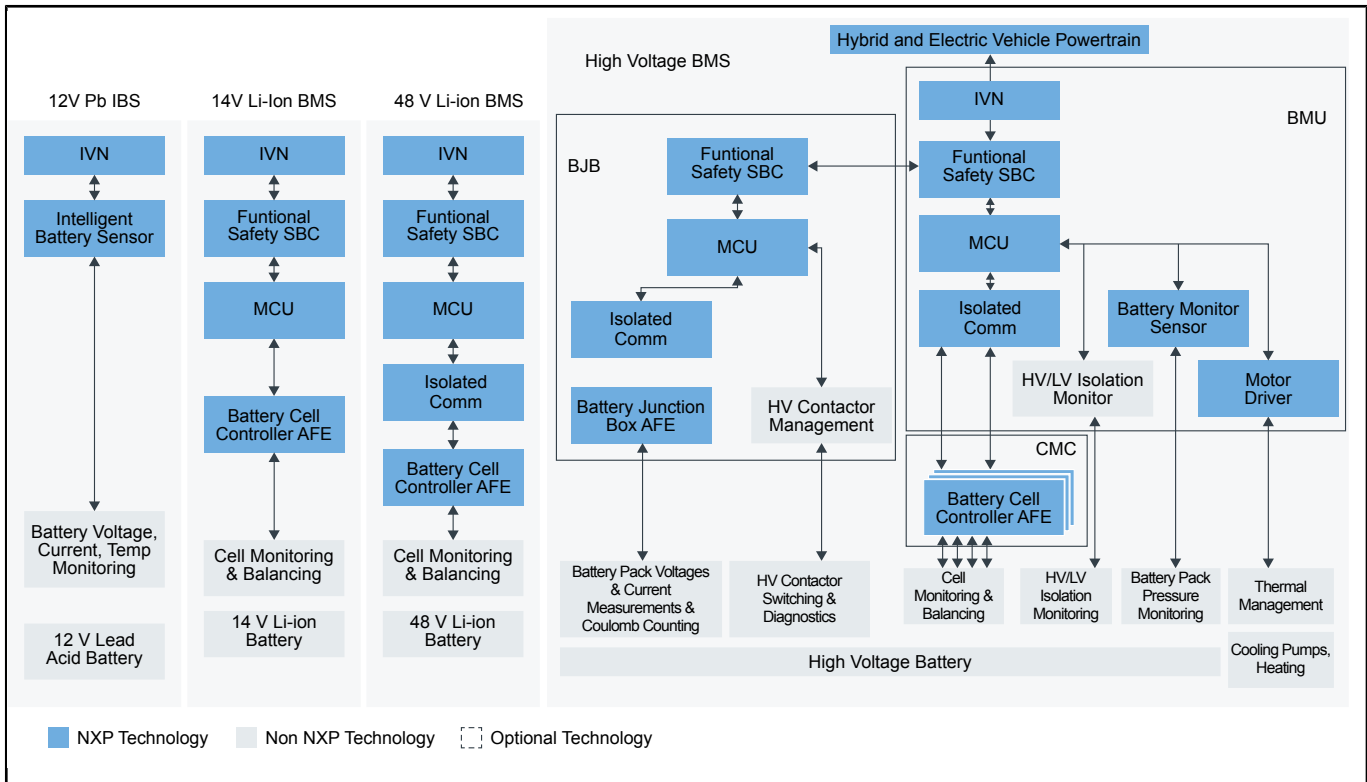 12V Pb IBS
IVN
Intelligent
Battery Sensor
Battery Voltage,
Current, Temp
Monitoring
12 V Lead
Acid Battery
14V Li-Ion BMS
IVN
Funtional
Safety SBC
MCU
Battery Cell
Controller AFE
Cell Monitoring
& Balancing
14 V Li-ion
Battery
48 V Li-ion BMS
IVN
Funtional
Safety SBC
MCU
Isolated
Comm
Battery Cell
Controller AFE
Cell Monitoring
& Balancing
48 V Li-ion
Battery
High Voltage BMS
Hybrid and Electric Vehicle Powertrain
BJB
Funtional
Safety SBC
MCU
Isolated
Comm
Battery Junction
Box AFE
HV Contactor
Management
BMU
IVN
Funtional
Safety SBC
MCU
Isolated
Comm
Battery Monitor
Sensor
HV/LV Isolation
Monitor
Motor
Driver
CMC
Battery Cell
Controller AFE
Battery Pack Voltages
& Current
Measurements &
Coulomb Counting
HV Contactor
Switching &
Diagnostics
Cell
Monitoring &
Balancing
HV/LV
Isolation
Monitoring
Battery Pack
Pressure
Monitoring
Thermal
Management
High Voltage Battery
Cooling Pumps,
Heating
NXP Technology
Non NXP Technology
Optional Technology